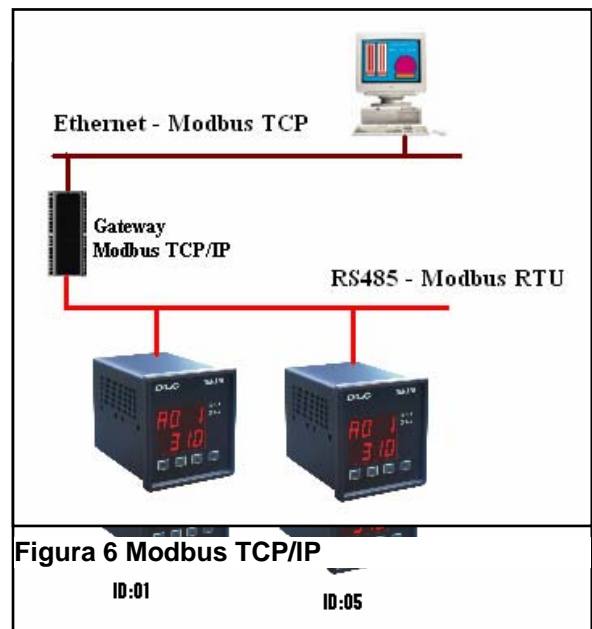 Ethernet - Modbus TCP
Gateway
Modbus TCP/IP
RS485 - Modbus RTU
A0 1
310
A0 1
310
Figura 6 Modbus TCP/IP
ID:01
ID:05